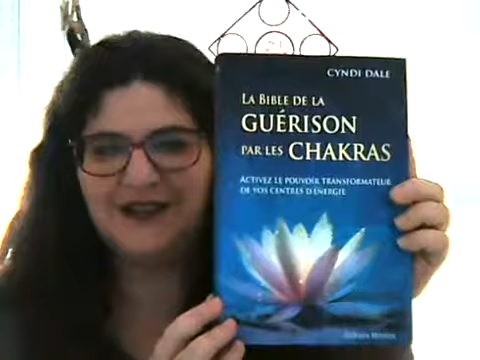 CYNDI DALE
LA BIBLE DE LA
GUÉRISON
PAR LES CHAKRAS
ACTIVEZ LE POUVOIR TRANSFORMATEUR
DE VOS CENTRES D'ÉNERGIE